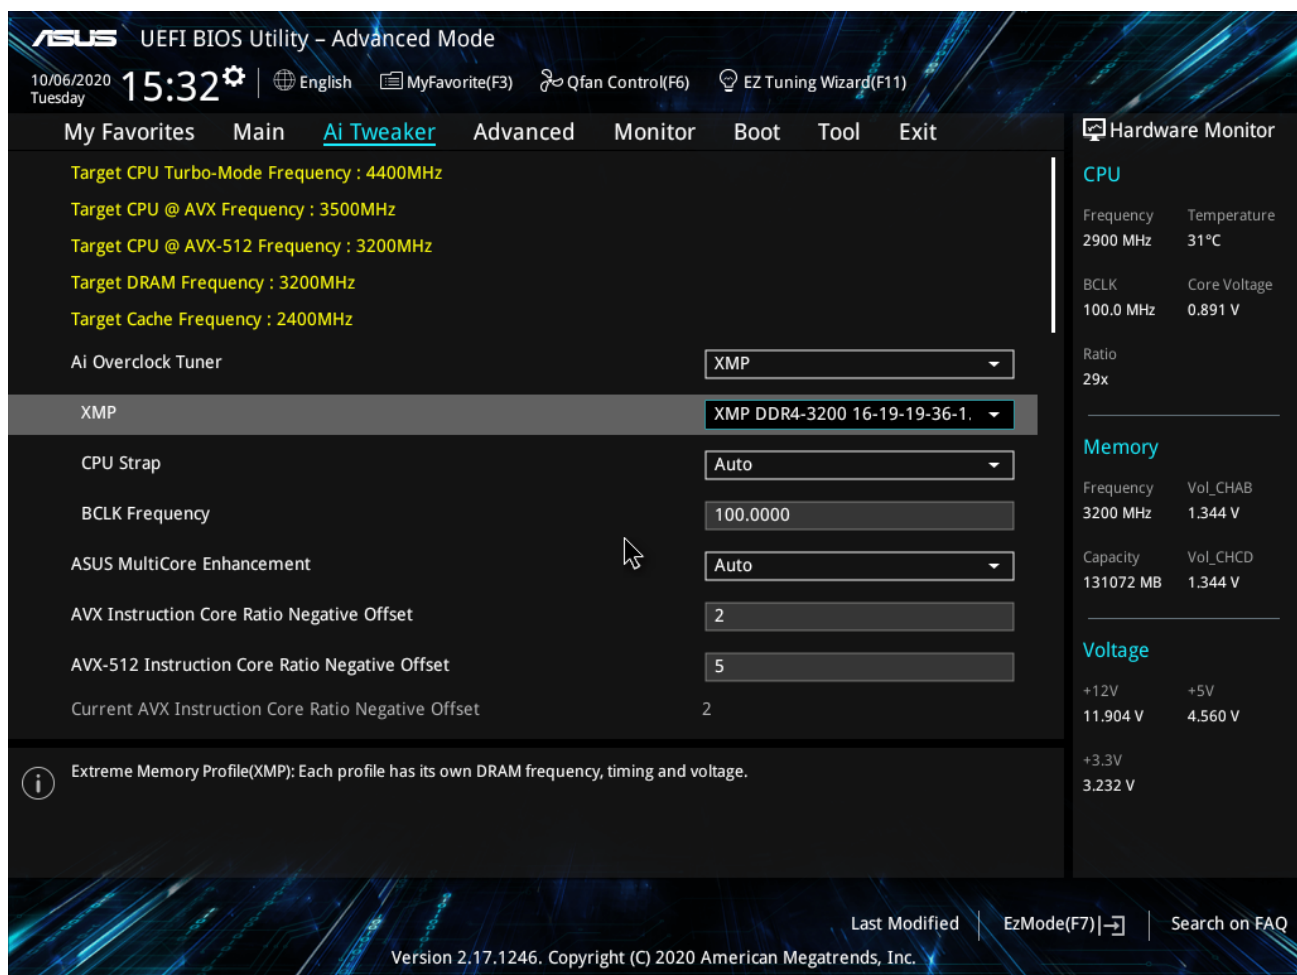 ASUS UEFI BIOS Utility – Advanced Mode
10/06/2020 Tuesday 15:32 English MyFavorite(F3) Qfan Control(F6) EZ Tuning Wizard(F11)
My Favorites Main Ai Tweaker Advanced Monitor Boot Tool Exit
Target CPU Turbo-Mode Frequency : 4400MHz
Target CPU @ AVX Frequency : 3500MHz
Target CPU @ AVX-512 Frequency : 3200MHz
Target DRAM Frequency : 3200MHz
Target Cache Frequency : 2400MHz
Ai Overclock Tuner XMP
XMP XMP DDR4-3200 16-19-19-36-1.
CPU Strap Auto
BCLK Frequency 100.0000
ASUS MultiCore Enhancement Auto
AVX Instruction Core Ratio Negative Offset 2
AVX-512 Instruction Core Ratio Negative Offset 5
Current AVX Instruction Core Ratio Negative Offset 2
Extreme Memory Profile(XMP): Each profile has its own DRAM frequency, timing and voltage.
Hardware Monitor
CPU
Frequency Temperature
2900 MHz 31°C
BCLK Core Voltage
100.0 MHz 0.891 V
Ratio
29x
Memory
Frequency Vol_CHAB
3200 MHz 1.344 V
Capacity Vol_CHCD
131072 MB 1.344 V
Voltage
+12V +5V
11.904 V 4.560 V
+3.3V
3.232 V
Last Modified EzMode(F7) Search on FAQ
Version 2.17.1246. Copyright (C) 2020 American Megatrends, Inc.